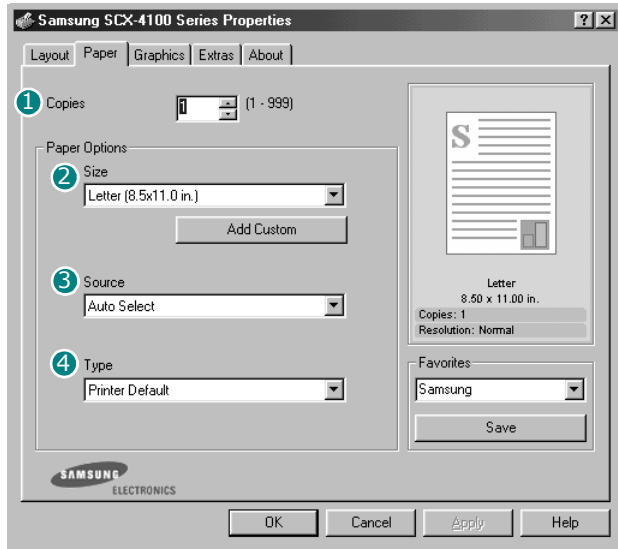 Samsung SCX-4100 Series Properties
Layout Paper Graphics Extras About
1 Copies 1 (1 - 999)
Paper Options
2 Size
Letter (8.5x11.0 in.)
Add Custom
3 Source
Auto Select
4 Type
Printer Default
S
Letter
8.50 x 11.00 in.
Copies: 1
Resolution: Normal
Favorites
Samsung
Save
SAMSUNG
ELECTRONICS
OK Cancel Apply Help